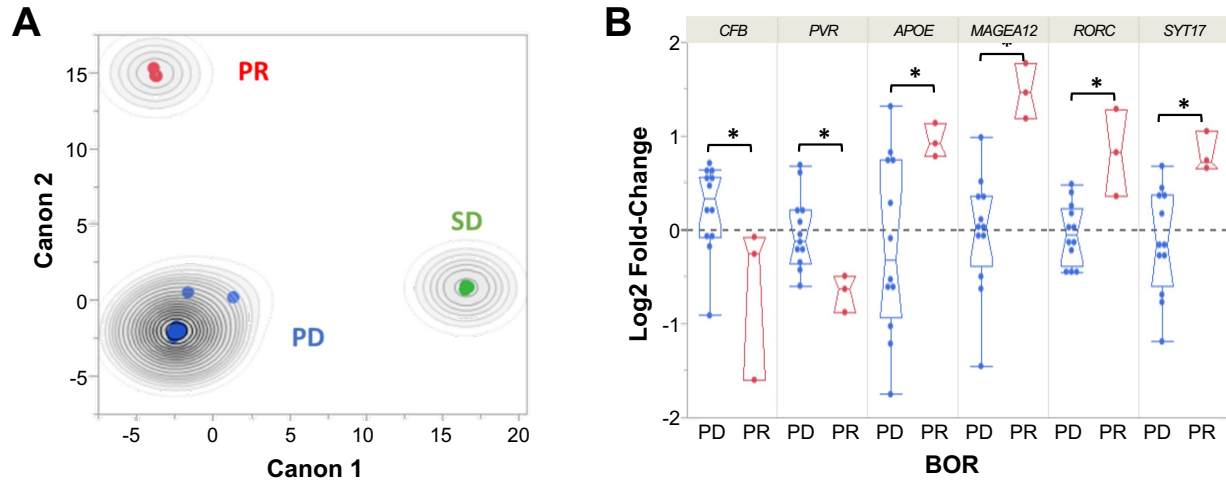 A
PR
SD
PD
15
10
5
0
-5
Canon 2
-5
0
5
10
15
20
Canon 1
B
CFB
PVR
APOE
MAGEA12
RORC
SYT17
*
*
*
*
*
*
2
1
0
-1
-2
Log2 Fold-Change
PD PR PD PR PD PR PD PR PD PR PD PR
BOR